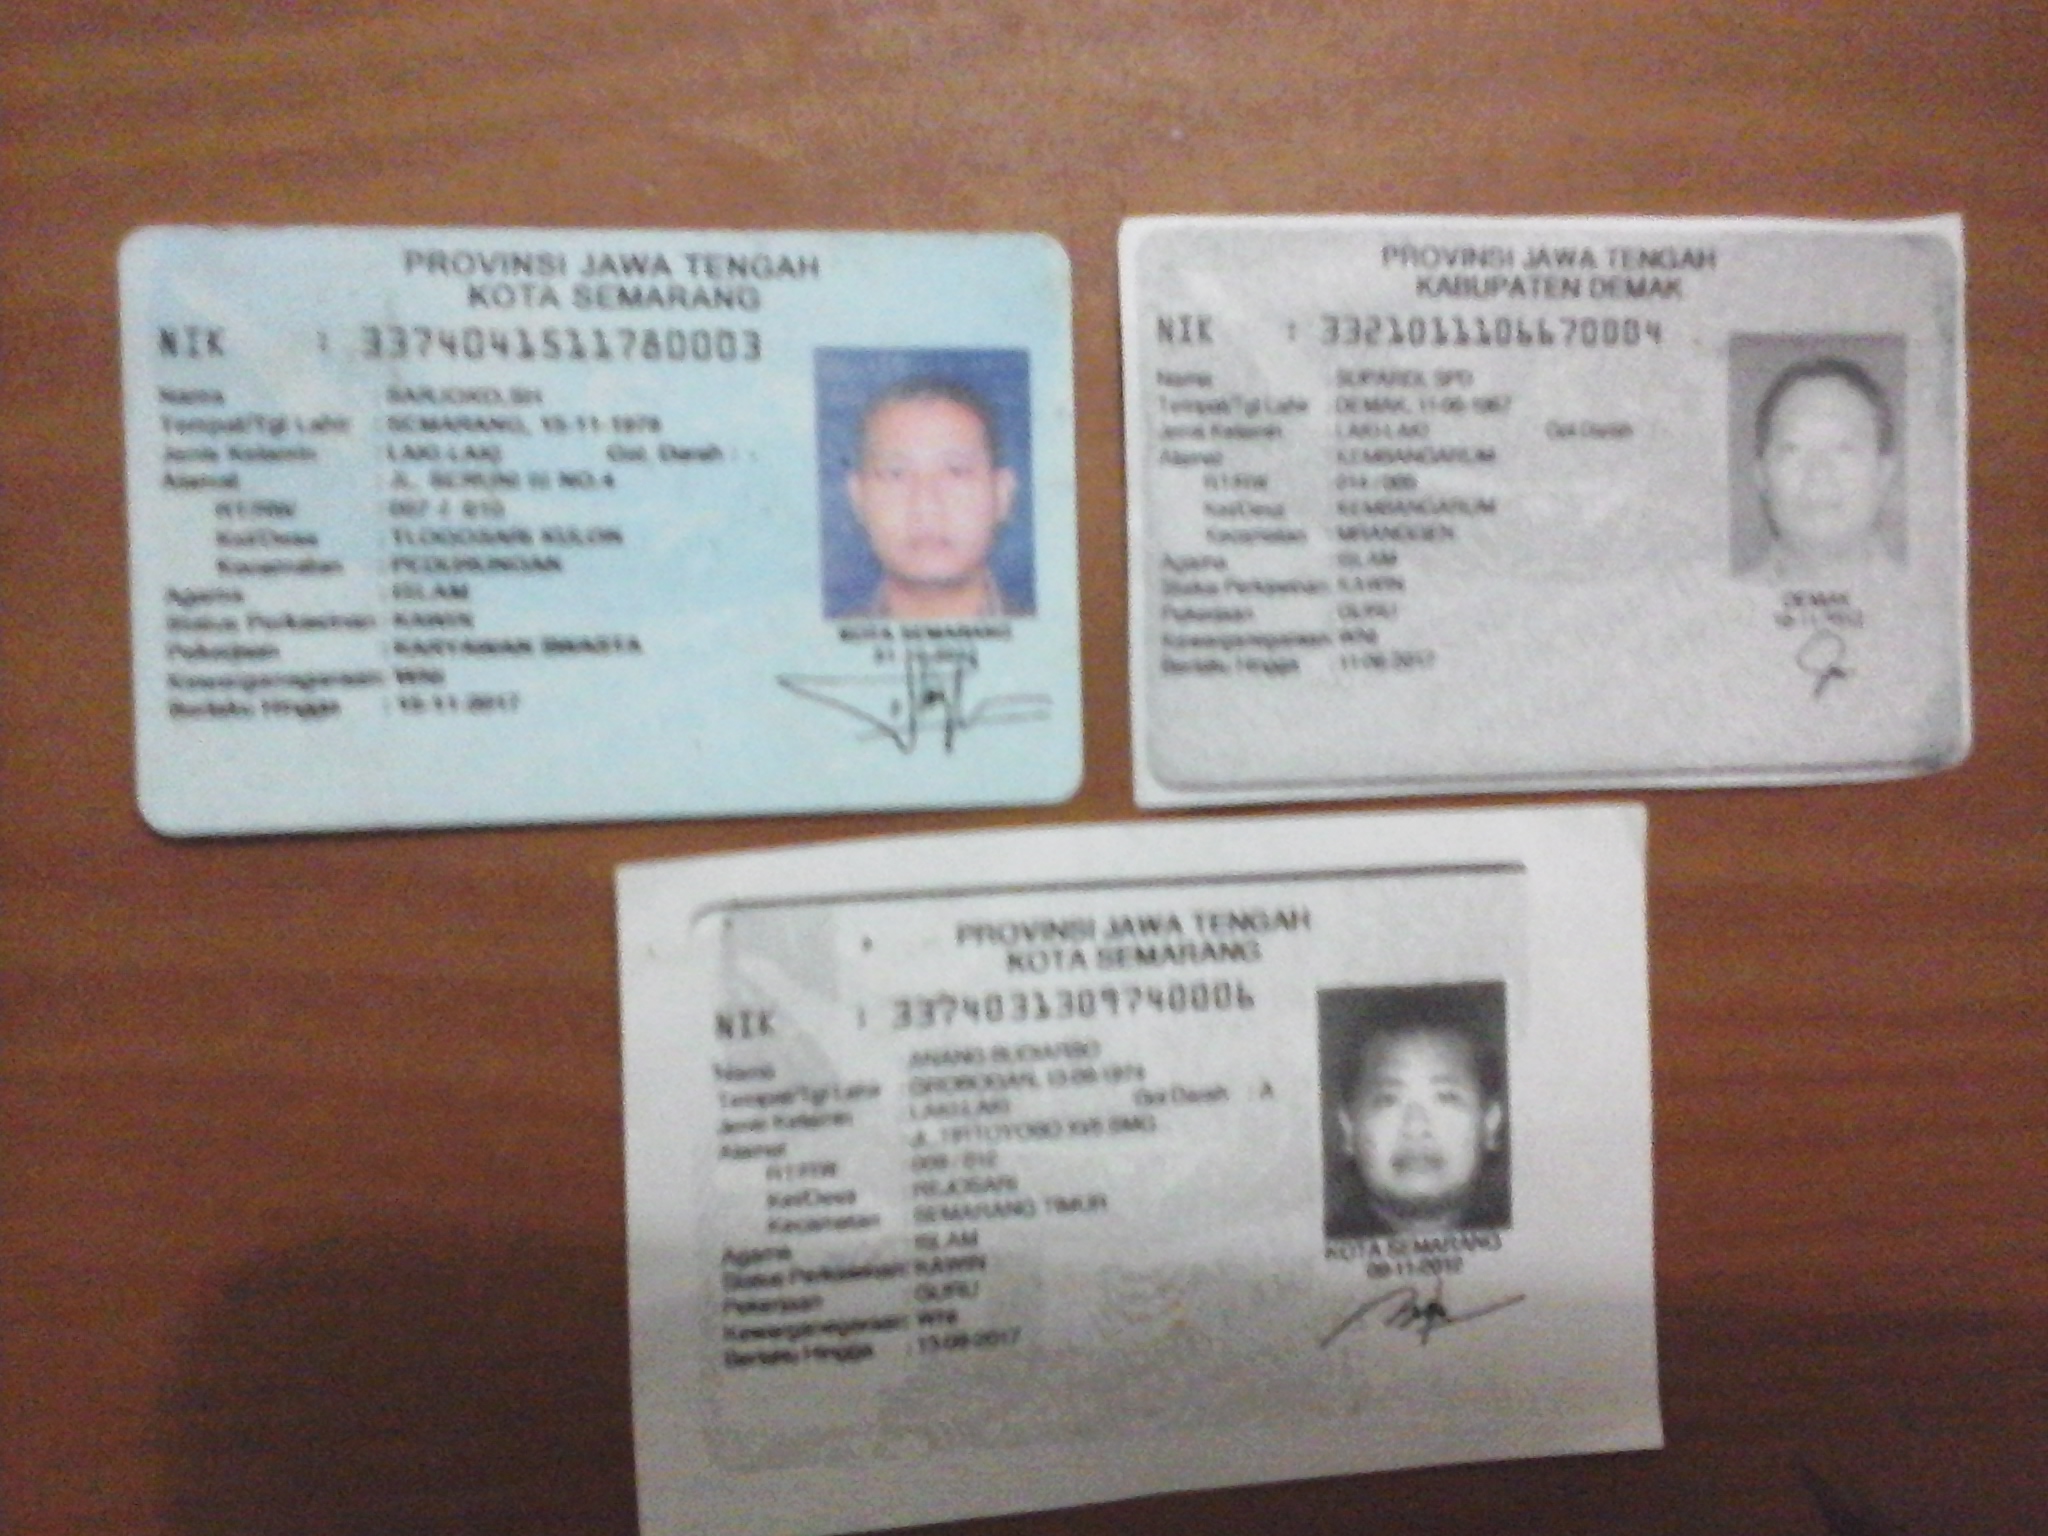 PROVINSI JAWA TENGAH
KOTA SEMARANG
NIK : 3374041511780003
Nama : SARJOKO,SH
Tempat/Tgl Lahir : SEMARANG, 15-11-1978
Jenis Kelamin : LAKI-LAKI Gol. Darah : -
Alamat : JL. SERUNI III NO.4
RT/RW : 007 / 010
Kel/Desa : TLOGOSARI KULON
Kecamatan : PEDURUNGAN
Agama : ISLAM
Status Perkawinan : KAWIN
Pekerjaan : KARYAWAN SWASTA
Kewarganegaraan : WNI
Berlaku Hingga : 15-11-2017
KOTA SEMARANG
PROVINSI JAWA TENGAH
KABUPATEN DEMAK
NIK : 3321011106670004
Nama : SUPARDI, SPD
Tempat/Tgl Lahir : DEMAK, 11-06-1967
Jenis Kelamin : LAKI-LAKI Gol Darah
Alamat : KEMBANGARUM
RT/RW
Kel/Desa : KEMBANGARUM
Kecamatan : MRANGGEN
Agama : ISLAM
Status Perkawinan : KAWIN
Pekerjaan : GURU
Kewarganegaraan : WNI
Berlaku Hingga : 11-06-2017
DEMAK
PROVINSI JAWA TENGAH
KOTA SEMARANG
NIK : 3374031309740006
Nama : ANANG
Tempat/Tgl Lahir : GROBOGAN, 13-09-1974
Jenis Kelamin : LAKI-LAKI Gol Darah : A
Alamat : JL. SMG
RT/RW : 009 / 012
Kel/Desa : REJOSARI
Kecamatan : SEMARANG TIMUR
Agama : ISLAM
Status Perkawinan : KAWIN
Pekerjaan : GURU
Kewarganegaraan : WNI
Berlaku Hingga : 13-09-2017
KOTA SEMARANG
09-11-2012